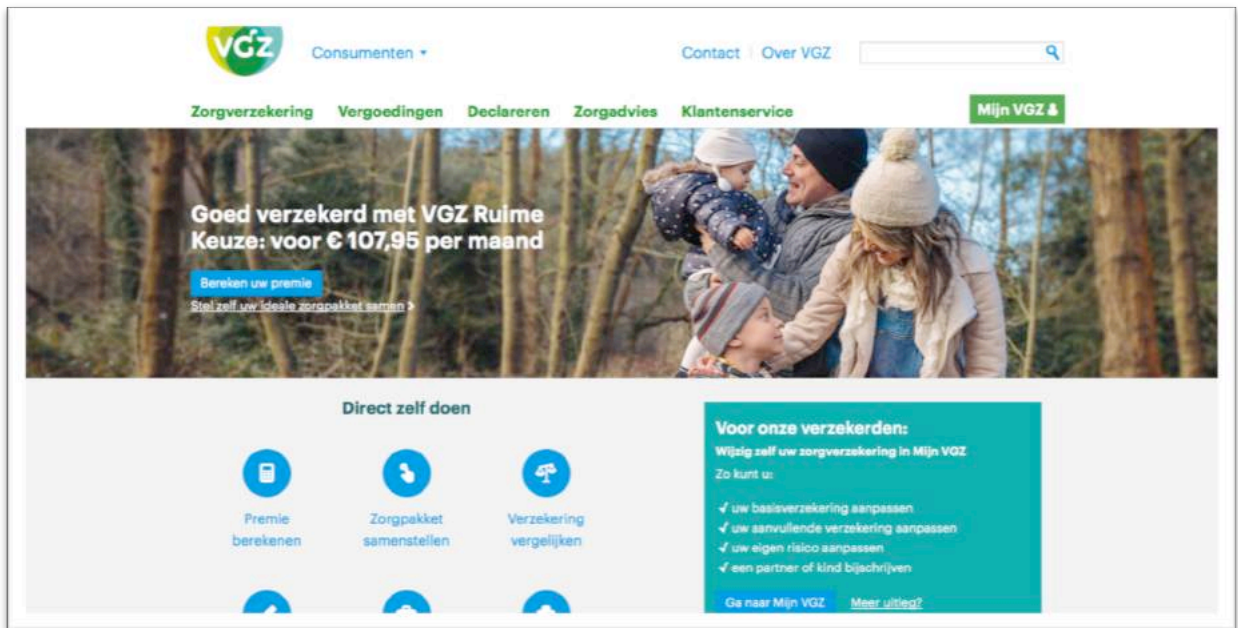 VGZ
Consumenten
Contact
Over VGZ
Zorgverzekering
Vergoedingen
Declareren
Zorgadvies
Klantenservice
Mijn VGZ
Goed verzekerd met VGZ Ruime
Keuze: voor € 107,95 per maand
Bereken uw premie
Stel zelf uw ideale zorgpakket samen >
Direct zelf doen
Premie
berekenen
Zorgpakket
samenstellen
Verzekering
vergelijken
Voor onze verzekerden:
Wijzig zelf uw zorgverzekering in Mijn VGZ
Zo kunt u:
√ uw basisverzekering aanpassen
√ uw aanvullende verzekering aanpassen
√ uw eigen risico aanpassen
√ een partner of kind bijschrijven
Ga naar Mijn VGZ
Meer uitleg?